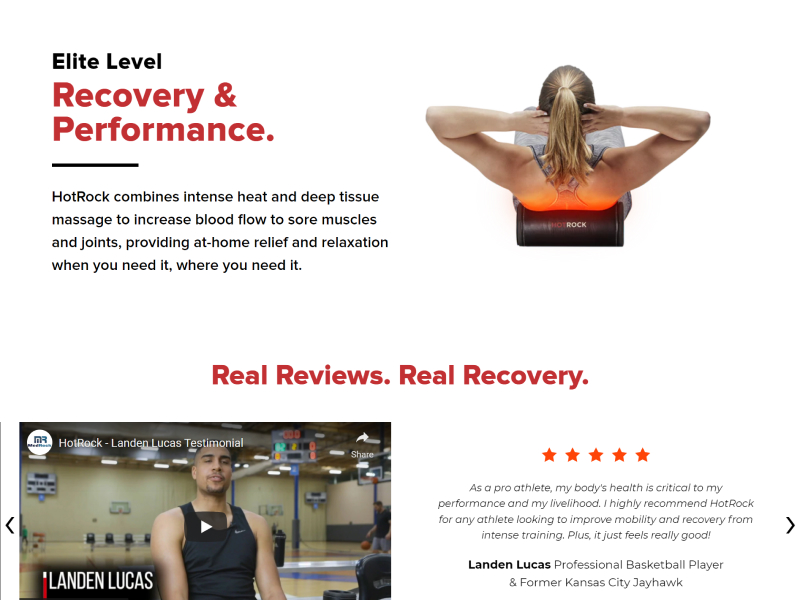 Elite Level
Recovery &
Performance.
HotRock combines intense heat and deep tissue
massage to increase blood flow to sore muscles
and joints, providing at-home relief and relaxation
when you need it, where you need it.
HOTROCK
Real Reviews. Real Recovery.
MR
MedRock
HotRock - Landen Lucas Testimonial
Share
LANDEN LUCAS
As a pro athlete, my body's health is critical to my
performance and my livelihood. I highly recommend HotRock
for any athlete looking to improve mobility and recovery from
intense training. Plus, it just feels really good!
Landen Lucas Professional Basketball Player
& Former Kansas City Jayhawk